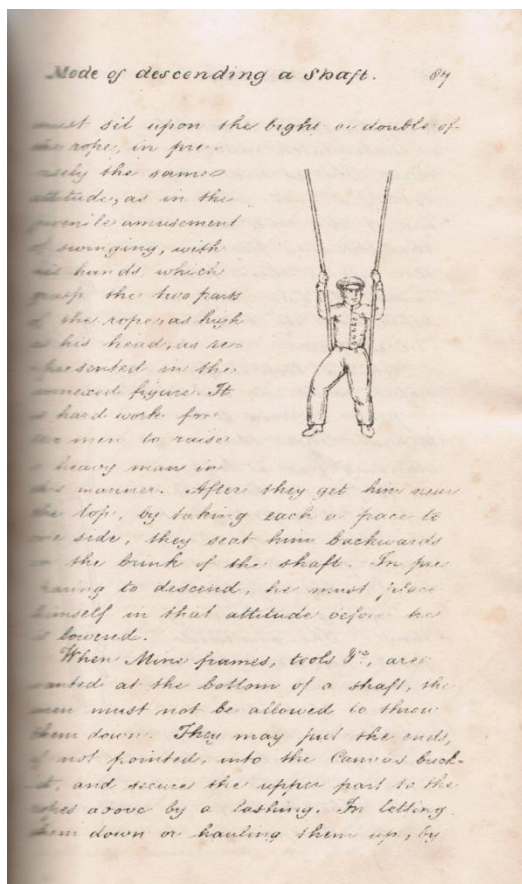 Mode of descending a Shaft. 87
must sit upon the bight or double of
the rope, in pre-
cisely the same
attitude, as in the
juvenile amusement
of swinging, with
his hands, which
grasp the two parts
of the rope, as high
as his head, as re=
presented in the
annexed figure. It
is hard work for
two men to raise
a heavy man in
this manner. After they get him near
the top, by taking each a pace to
one side, they seat him backwards
on the brink of the shaft. In pre
paring to descend, he must place
himself in that attitude before he
is lowered.
When Mine frames, tools &c., are
wanted at the bottom of a shaft, the
men must not be allowed to throw
them down. They may put the ends,
if not pointed, into the Canvas buck-
et, and secure the upper part to the
ropes above by a lashing. In letting
them down or hauling them up, by